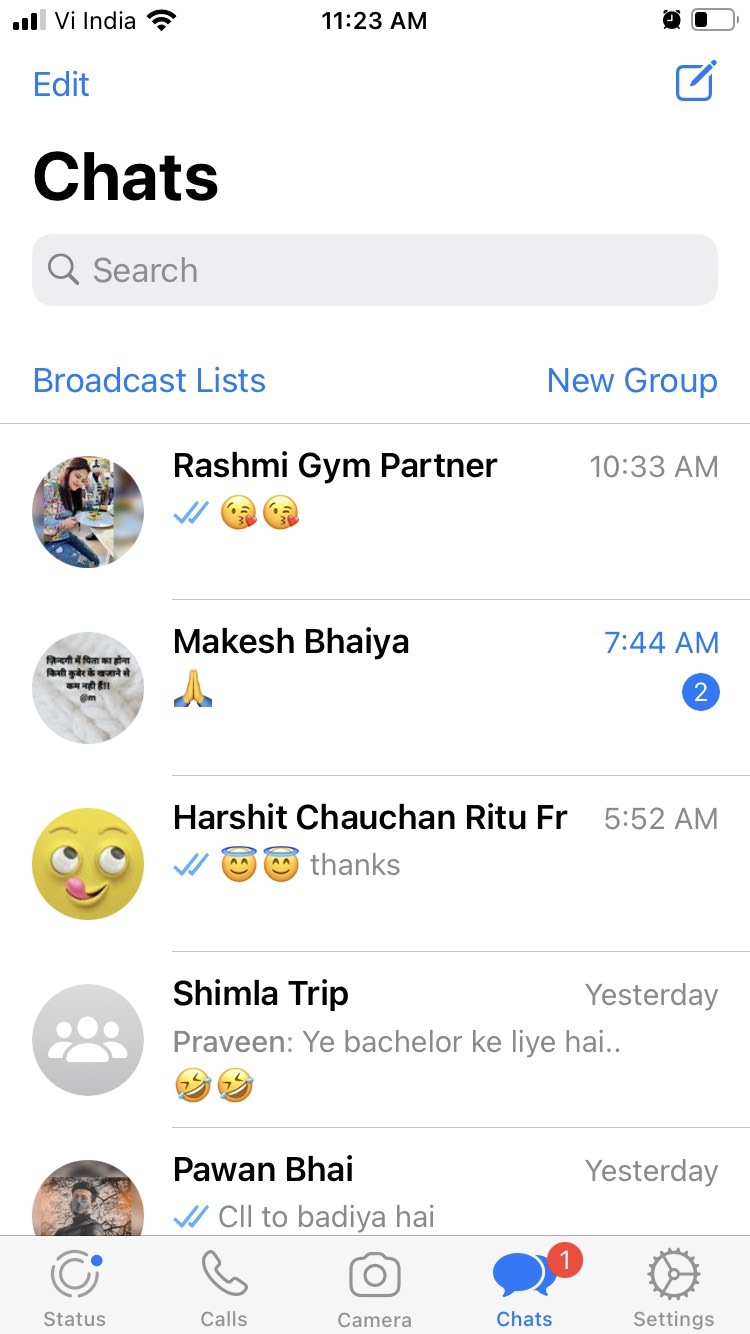 Vi India
11:23 AM
Edit
Chats
Search
Broadcast Lists
New Group
Rashmi Gym Partner
10:33 AM
😘😘
Makesh Bhaiya
7:44 AM
🙏
2
ज़िन्दगी में पिता का होना
किसी कुबेर के खजाने से
कम नही हैं!!
@m
Harshit Chauchan Ritu Fr
5:52 AM
😇😇 thanks
Shimla Trip
Yesterday
Praveen: Ye bachelor ke liye hai..
🤣🤣
Pawan Bhai
Yesterday
Cll to badiya hai
1
Status
Calls
Camera
Chats
Settings